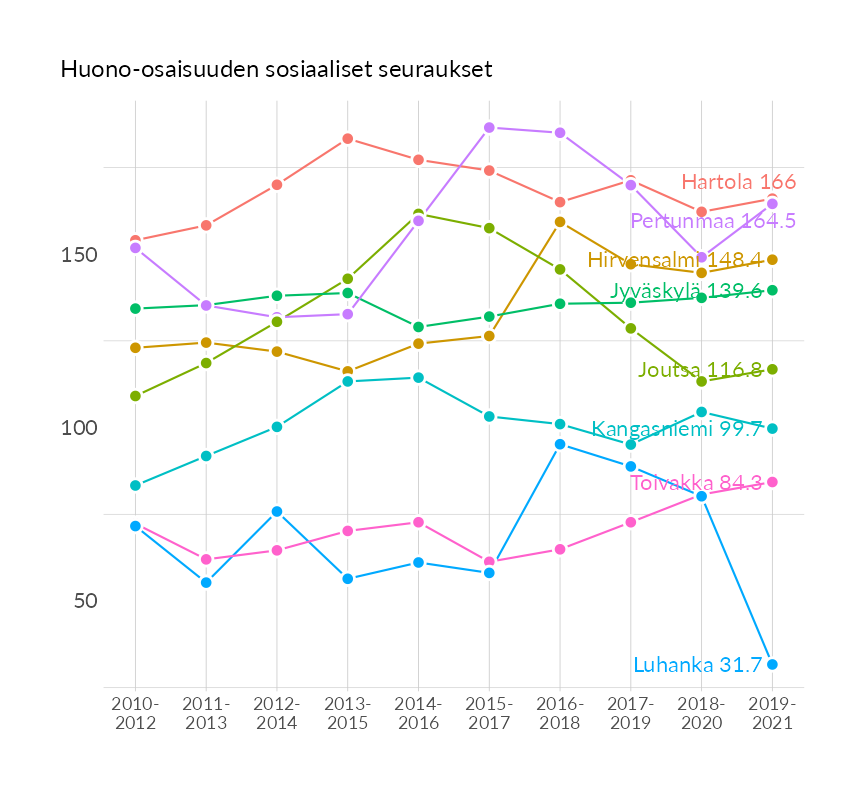 Huono-osaisuuden sosiaaliset seuraukset
Hartola 166
Pertunmaa 164.5
150
Hirvensalmi 148.4
Jyväskylä 139.6
Joutsa 116.8
100
Kangasniemi 99.7
Toivakka 84.3
50
Luhanka 31.7
2010- 2011- 2012- 2013- 2014- 2015- 2016- 2017- 2018- 2019-
2012 2013 2014 2015 2016 2017 2018 2019 2020 2021